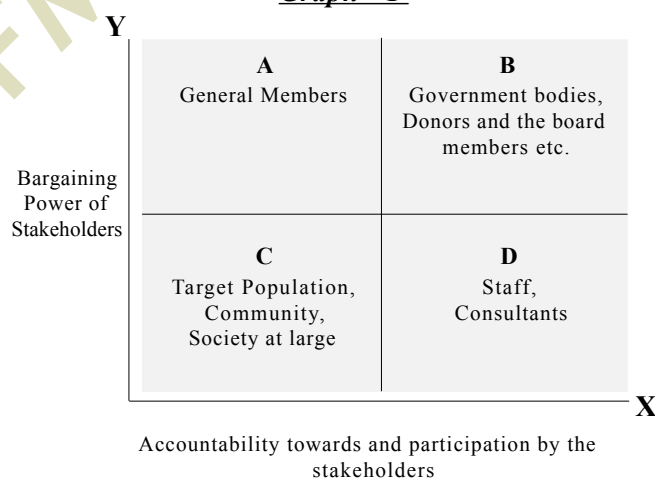 Y
A
General Members
B
Government bodies,
Donors and the board
members etc.
Bargaining
Power of
Stakeholders
C
Target Population,
Community,
Society at large
D
Staff,
Consultants
X
Accountability towards and participation by the
stakeholders